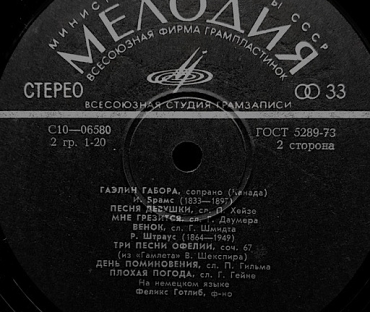 МИНИСТ Ы СССР
МЕЛОДИЯ
ВСЕСОЮЗНАЯ ФИРМА ГРАМПЛАСТИНОК
СТЕРЕО 33
ВСЕСОЮЗНАЯ СТУДИЯ ГРАМЗАПИСИ
С10—06580 ГОСТ 5289-73
2 гр. 1-20 2 сторона
ГАЭЛИН ГАБОРА, сопрано (Канада)
И. Брамс (1833—1897)
ПЕСНЯ ДЕВУШКИ, сл. П. Хейзе
МНЕ ГРЕЗИТСЯ, сл. Г. Даумера
ВЕНОК, сл. Г. Шмидта
Р. Штраус (1864—1949)
ТРИ ПЕСНИ ОФЕЛИИ, соч. 67
(из «Гамлета» В. Шекспира)
ДЕНЬ ПОМИНОВЕНИЯ, сл. П. Гильма
ПЛОХАЯ ПОГОДА, сл. Г. Гейне
На немецком языке
Феликс Готлиб, ф-но